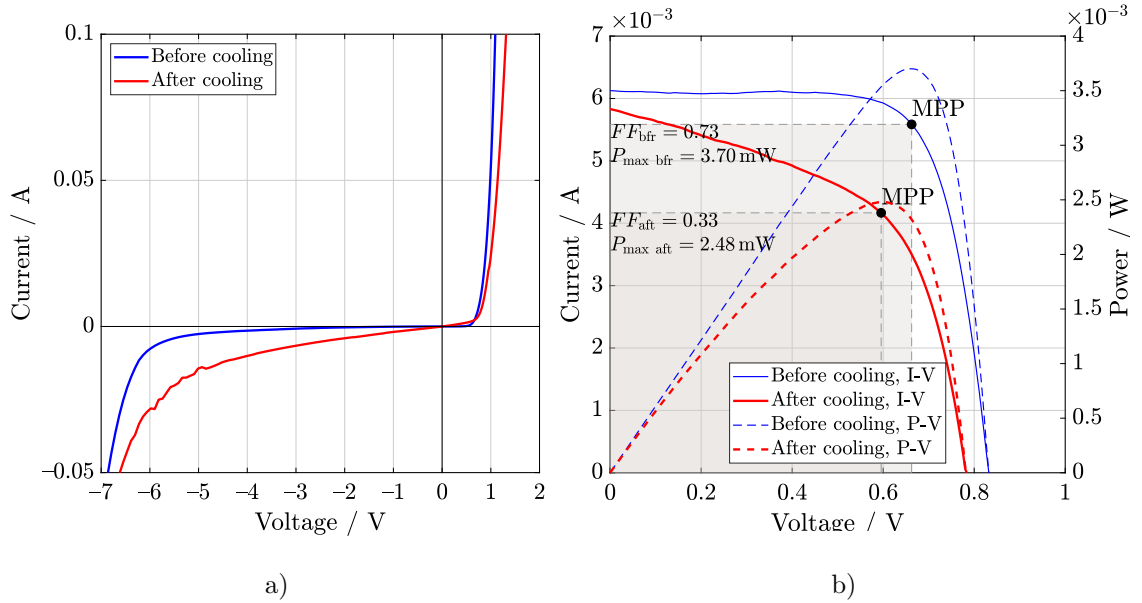 0.1
0.05
0
−0.05
−7 −6 −5 −4 −3 −2 −1 0 1 2
Current / A
Voltage / V
Before cooling
After cooling
a)
×10⁻³
7
6
5
4
3
2
1
0
0 0.2 0.4 0.6 0.8 1
Current / A
Voltage / V
×10⁻³
4
3.5
3
2.5
2
1.5
1
0.5
0
Power / W
MPP
FF_bfr = 0.73
P_max bfr = 3.70 mW
MPP
FF_aft = 0.33
P_max aft = 2.48 mW
Before cooling, I-V
After cooling, I-V
Before cooling, P-V
After cooling, P-V
b)